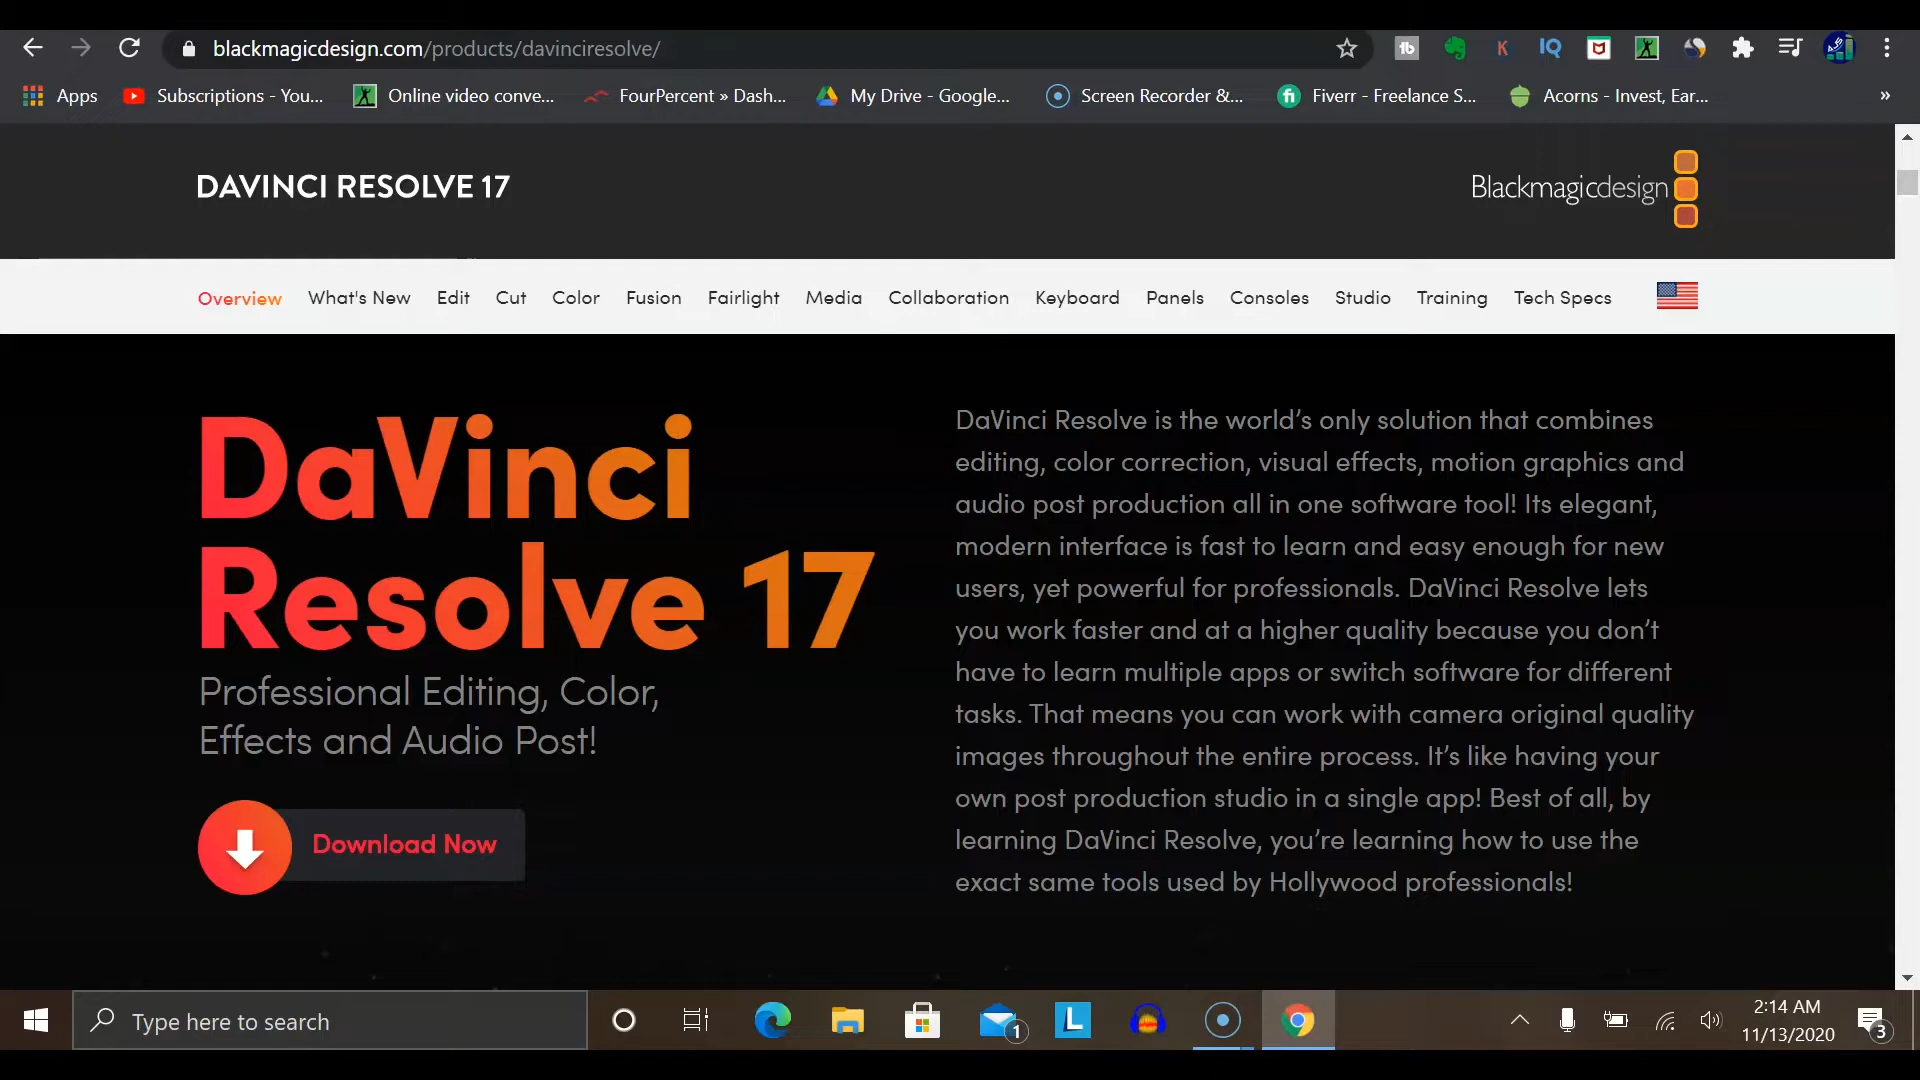 blackmagicdesign.com/products/davinciresolve/
Apps
Subscriptions - You...
Online video conve...
FourPercent » Dash...
My Drive - Google...
Screen Recorder &...
Fiverr - Freelance S...
Acorns - Invest, Ear...
»
DAVINCI RESOLVE 17
Blackmagicdesign
Overview What's New Edit Cut Color Fusion Fairlight Media Collaboration Keyboard Panels Consoles Studio Training Tech Specs
DaVinci
Resolve 17
Professional Editing, Color,
Effects and Audio Post!
Download Now
DaVinci Resolve is the world’s only solution that combines
editing, color correction, visual effects, motion graphics and
audio post production all in one software tool! Its elegant,
modern interface is fast to learn and easy enough for new
users, yet powerful for professionals. DaVinci Resolve lets
you work faster and at a higher quality because you don’t
have to learn multiple apps or switch software for different
tasks. That means you can work with camera original quality
images throughout the entire process. It’s like having your
own post production studio in a single app! Best of all, by
learning DaVinci Resolve, you’re learning how to use the
exact same tools used by Hollywood professionals!
Type here to search
1
L
2:14 AM
11/13/2020
3